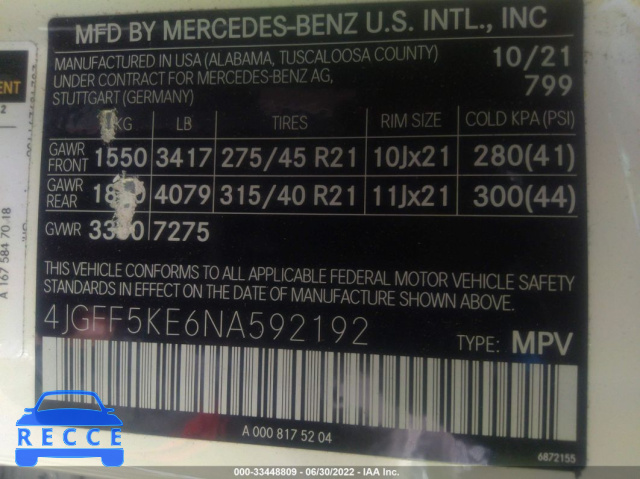 MFD BY MERCEDES-BENZ U.S. INTL., INC
MANUFACTURED IN USA (ALABAMA, TUSCALOOSA COUNTY) 10/21
UNDER CONTRACT FOR MERCEDES-BENZ AG, 799
STUTTGART (GERMANY)
KG LB TIRES RIM SIZE COLD KPA (PSI)
GAWR FRONT 1550 3417 275/45 R21 10Jx21 280(41)
GAWR REAR 4079 315/40 R21 11Jx21 300(44)
GVWR 7275
THIS VEHICLE CONFORMS TO ALL APPLICABLE FEDERAL MOTOR VEHICLE SAFETY
STANDARDS IN EFFECT ON THE DATE OF MANUFACTURE SHOWN ABOVE.
4JGFF5KE6NA592192
TYPE: MPV
A 000 817 52 04
6872155
A 167 584 70 18
RECCE
000-33448809 - 06/30/2022 - IAA Inc.